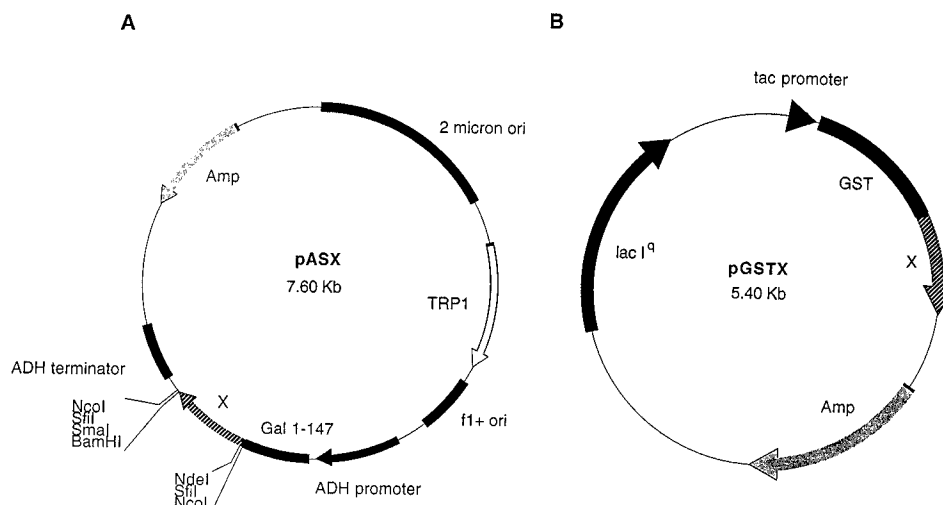 A
B
tac promoter
2 micron ori
Amp
GST
lac I q
X
pASX
7.60 Kb
pGSTX
5.40 Kb
TRP1
ADH terminator
X
NcoI
SfiI
SmaI
BamHI
Gal 1-147
f1+ ori
Amp
ADH promoter
NdeI
SfiI
NcoI